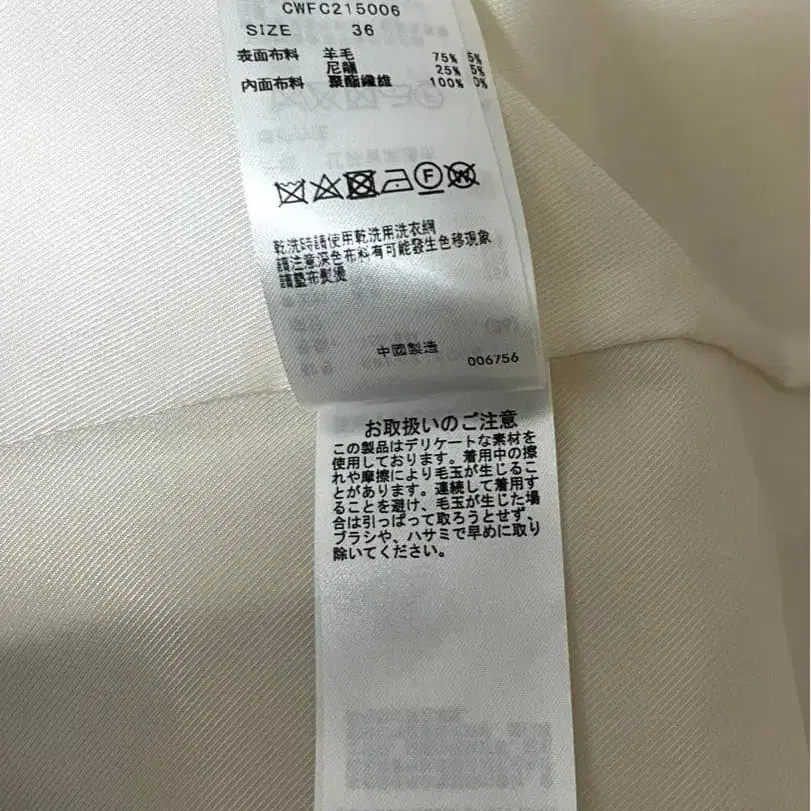 CWFC215006
SIZE 36
表面布料 羊毛 75% 5%
尼龍 25% 5%
內面布料 聚酯纖維 100% 0%
F
W
乾洗時請使用乾洗用洗衣網
請注意深色布料有可能發生色移現象
請墊布熨燙
中國製造 006756
お取扱いのご注意
この製品はデリケートな素材を
使用しております。着用中の擦
れや摩擦により毛玉が生じるこ
とがあります。連続して着用す
ることを避け、毛玉が生じた場
合は引っぱって取ろうとせず、
ブラシや、ハサミで早めに取り
除いてください。